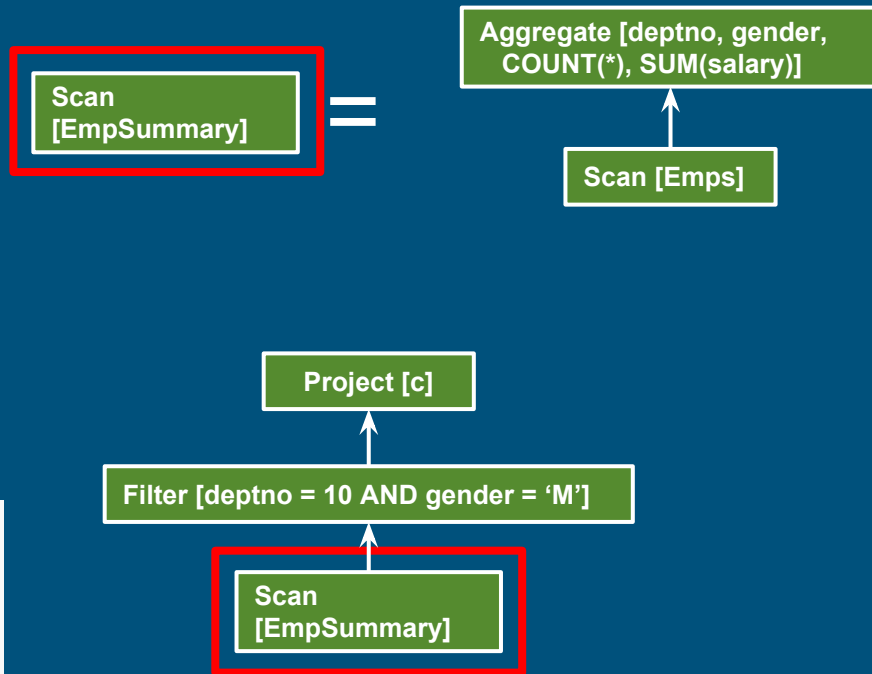 Scan
[EmpSummary]
=
Aggregate [deptno, gender,
COUNT(*), SUM(salary)]
Scan [Emps]
Project [c]
Filter [deptno = 10 AND gender = ‘M’]
Scan
[EmpSummary]